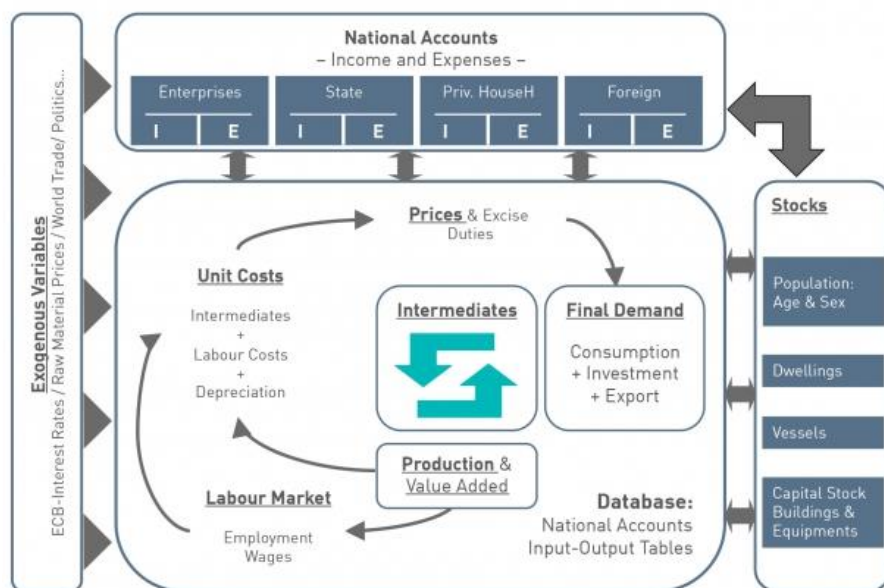 Exogenous Variables
ECB-Interest Rates / Raw Material Prices / World Trade/ Politics...
National Accounts
– Income and Expenses –
Enterprises
I E
State
I E
Priv. HouseH
I E
Foreign
I E
Prices & Excise
Duties
Unit Costs
Intermediates
+
Labour Costs
+
Depreciation
Intermediates
Final Demand
Consumption
+ Investment
+ Export
Production &
Value Added
Labour Market
Employment
Wages
Database:
National Accounts
Input-Output Tables
Stocks
Population:
Age & Sex
Dwellings
Vessels
Capital Stock
Buildings &
Equipments